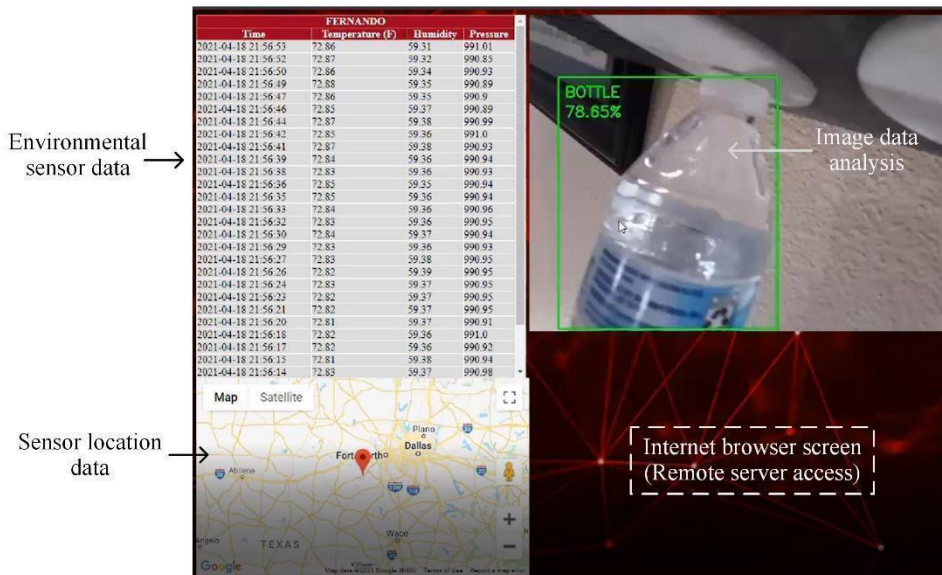 FERNANDO
Time Temperature (F) Humidity Pressure
2021-04-18 21:56:53 72.86 59.31 991.01
2021-04-18 21:56:52 72.87 59.32 990.85
2021-04-18 21:56:50 72.86 59.34 990.93
2021-04-18 21:56:49 72.88 59.35 990.89
2021-04-18 21:56:47 72.86 59.35 990.9
2021-04-18 21:56:46 72.85 59.37 990.89
2021-04-18 21:56:44 72.87 59.38 990.99
2021-04-18 21:56:42 72.85 59.36 991.0
2021-04-18 21:56:41 72.87 59.38 990.93
2021-04-18 21:56:39 72.84 59.36 990.94
2021-04-18 21:56:38 72.83 59.36 990.93
2021-04-18 21:56:36 72.85 59.35 990.94
2021-04-18 21:56:35 72.85 59.36 990.94
2021-04-18 21:56:33 72.84 59.36 990.96
2021-04-18 21:56:32 72.83 59.36 990.95
2021-04-18 21:56:30 72.84 59.37 990.94
2021-04-18 21:56:29 72.83 59.36 990.93
2021-04-18 21:56:27 72.83 59.38 990.95
2021-04-18 21:56:26 72.82 59.39 990.95
2021-04-18 21:56:24 72.83 59.37 990.95
2021-04-18 21:56:23 72.82 59.37 990.95
2021-04-18 21:56:21 72.82 59.37 990.95
2021-04-18 21:56:20 72.81 59.37 990.91
2021-04-18 21:56:18 72.82 59.36 991.0
2021-04-18 21:56:17 72.82 59.36 990.92
2021-04-18 21:56:15 72.81 59.38 990.94
2021-04-18 21:56:14 72.83 59.37 990.98
Environmental
sensor data
BOTTLE
78.65%
Image data
analysis
Map Satellite
Plano
Dallas
Fort orth
Abilene
Waco
TEXAS
Angelo
Google
Map data ©2021 Google, INEGI Terms of Use Report a map error
Sensor location
data
Internet browser screen
(Remote server access)